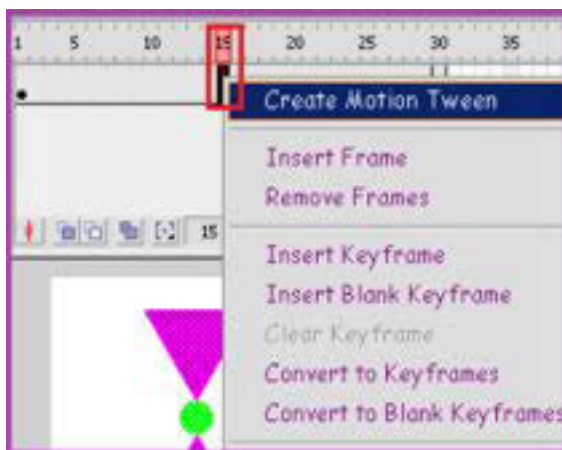 1 5 10 15 20 25 30 35
Create Motion Tween
Insert Frame
Remove Frames
15
Insert Keyframe
Insert Blank Keyframe
Clear Keyframe
Convert to Keyframes
Convert to Blank Keyframes